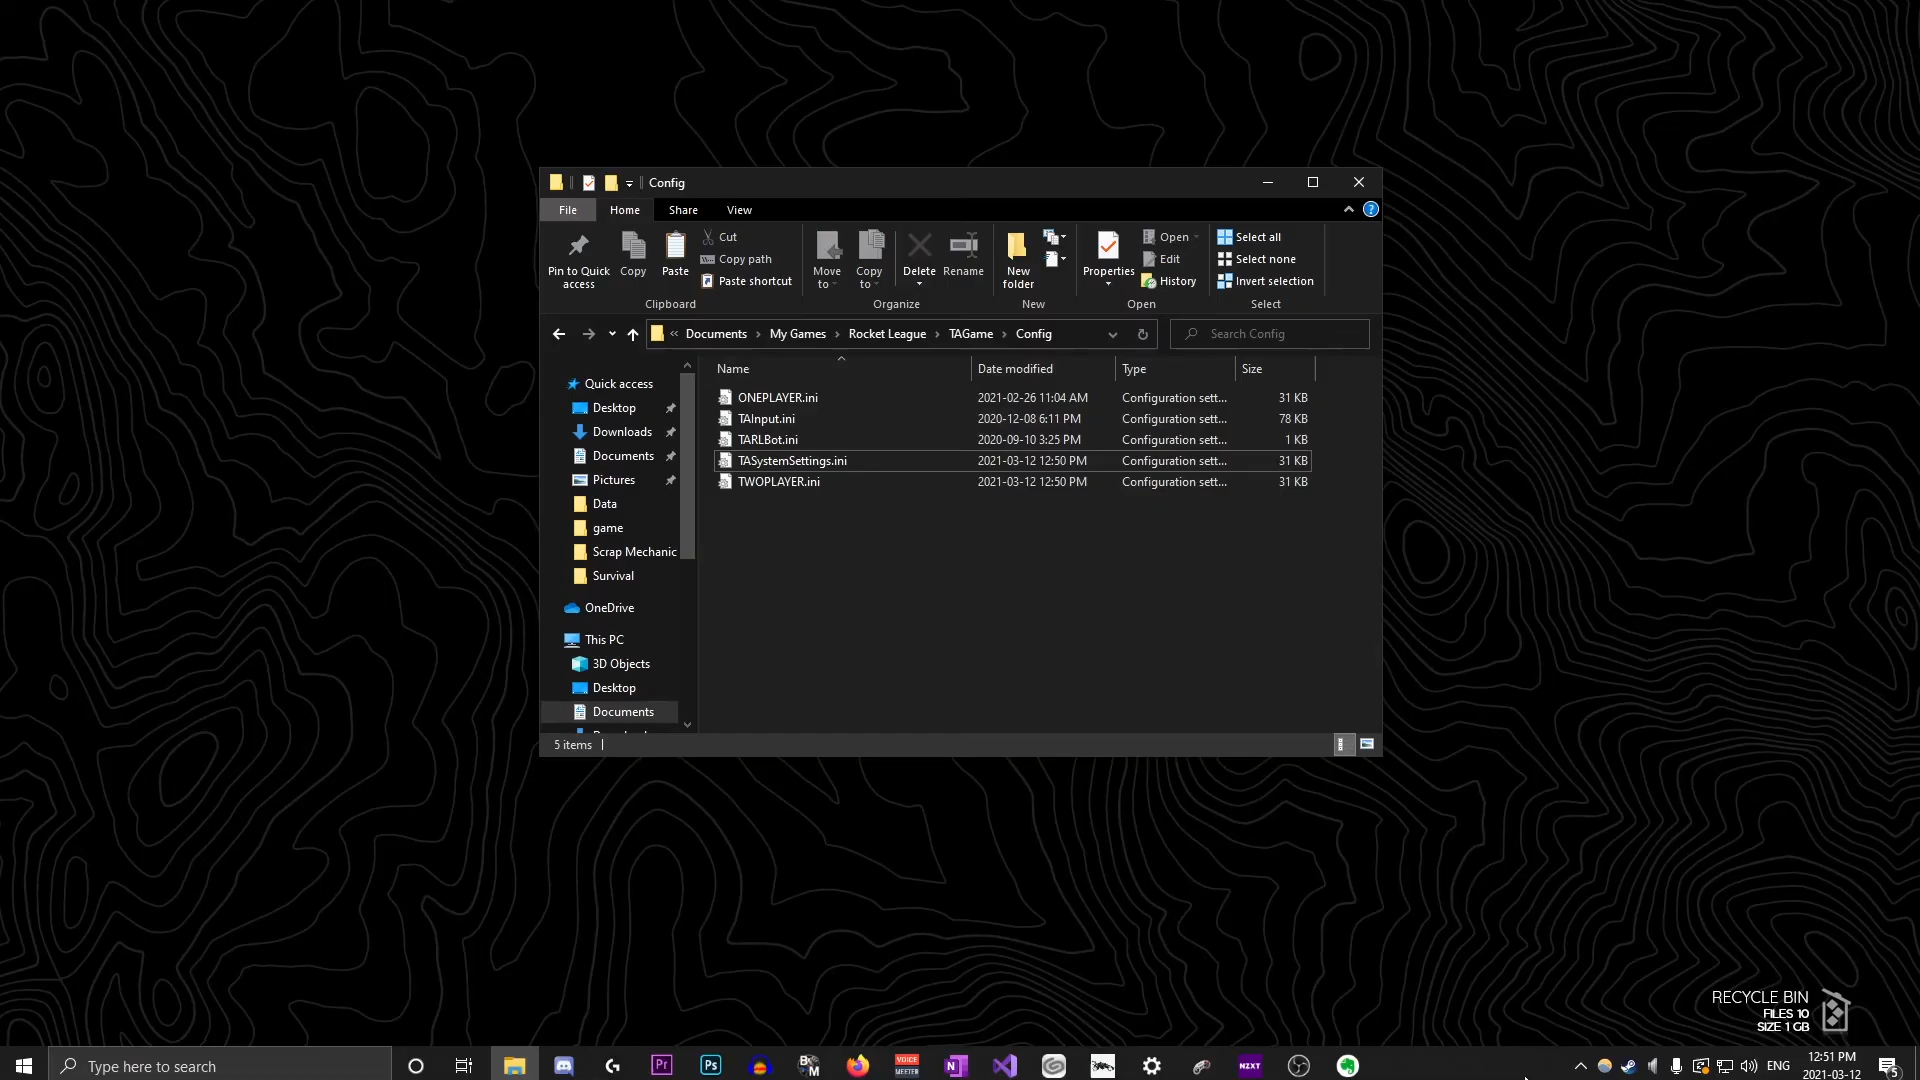 Config
File Home Share View
Pin to Quick access
Copy
Paste
Cut
Copy path
Paste shortcut
Clipboard
Move to
Copy to
Delete
Rename
Organize
New folder
New
Properties
Open
Edit
History
Open
Select all
Select none
Invert selection
Select
« Documents › My Games › Rocket League › TAGame › Config
Search Config
Quick access
Desktop
Downloads
Documents
Pictures
Data
game
Scrap Mechanic
Survival
OneDrive
This PC
3D Objects
Desktop
Documents
Name Date modified Type Size
ONEPLAYER.ini 2021-02-26 11:04 AM Configuration sett... 31 KB
TAInput.ini 2020-12-08 6:11 PM Configuration sett... 78 KB
TARLBot.ini 2020-09-10 3:25 PM Configuration sett... 1 KB
TASystemSettings.ini 2021-03-12 12:50 PM Configuration sett... 31 KB
TWOPLAYER.ini 2021-03-12 12:50 PM Configuration sett... 31 KB
5 items
RECYCLE BIN
FILES 10
SIZE 1 GB
Type here to search
Pr
Ps
VOICE
MEETER
N
NZXT
ENG
12:51 PM
2021-03-12
5